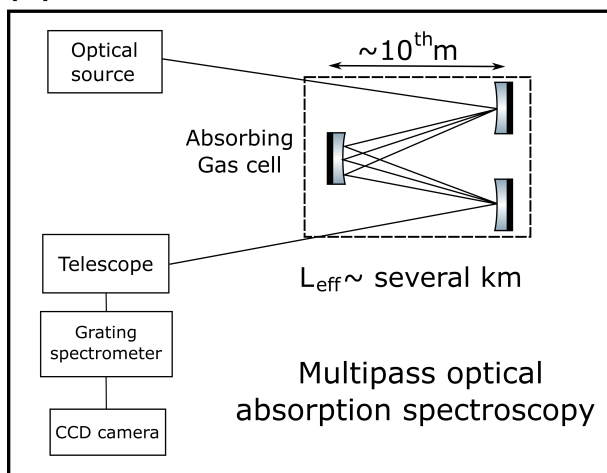 Optical
source
~10thm
Absorbing
Gas cell
Telescope
Leff~ several km
Grating
spectrometer
CCD camera
Multipass optical
absorption spectroscopy